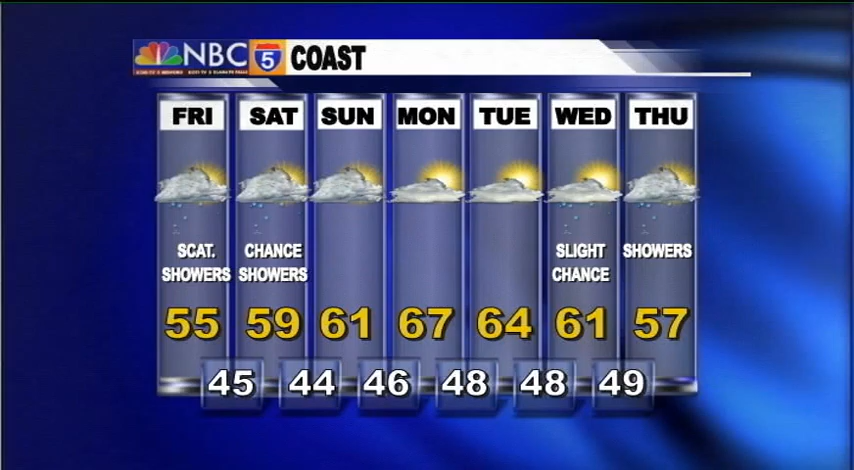 NBC 5 COAST
FRI SAT SUN MON TUE WED THU
SCAT. SHOWERS
CHANCE SHOWERS
SLIGHT CHANCE
SHOWERS
55 59 61 67 64 61 57
45 44 46 48 48 49